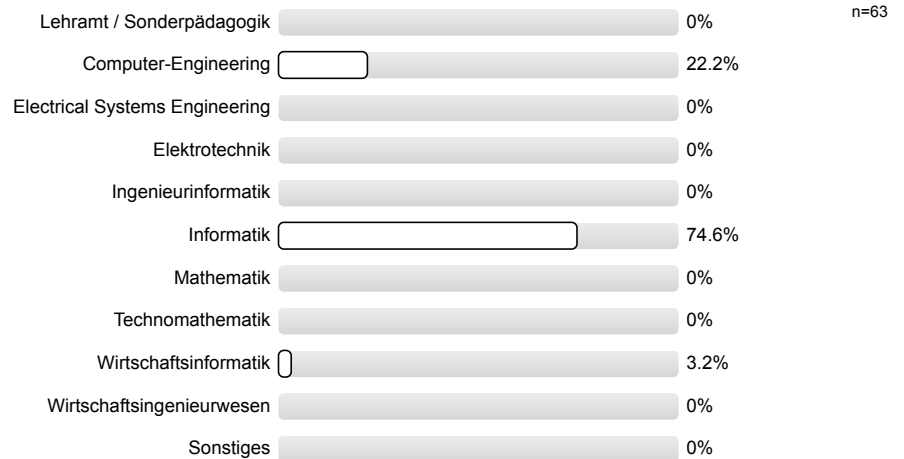 n=63
Lehramt / Sonderpädagogik 0%
Computer-Engineering 22.2%
Electrical Systems Engineering 0%
Elektrotechnik 0%
Ingenieurinformatik 0%
Informatik 74.6%
Mathematik 0%
Technomathematik 0%
Wirtschaftsinformatik 3.2%
Wirtschaftsingenieurwesen 0%
Sonstiges 0%